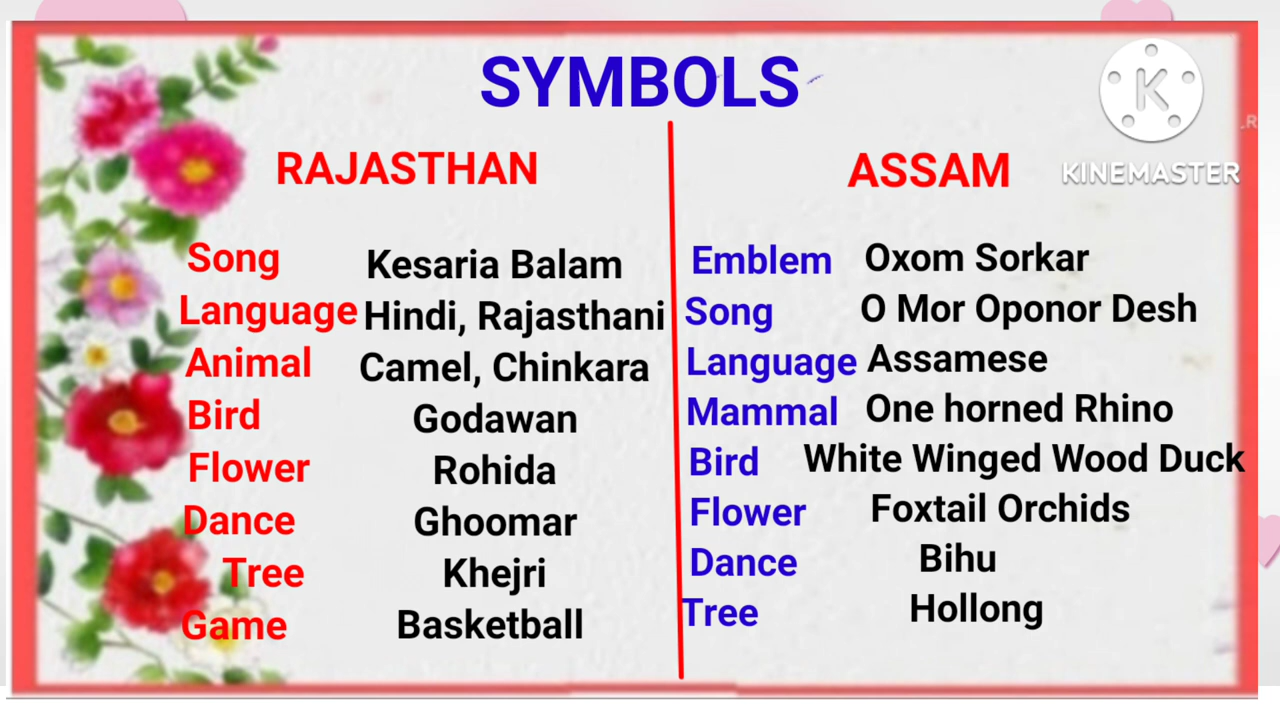 SYMBOLS
K
KINEMASTER
RAJASTHAN
Song Kesaria Balam
Language Hindi, Rajasthani
Animal Camel, Chinkara
Bird Godawan
Flower Rohida
Dance Ghoomar
Tree Khejri
Game Basketball
ASSAM
Emblem Oxom Sorkar
Song O Mor Oponor Desh
Language Assamese
Mammal One horned Rhino
Bird White Winged Wood Duck
Flower Foxtail Orchids
Dance Bihu
Tree Hollong